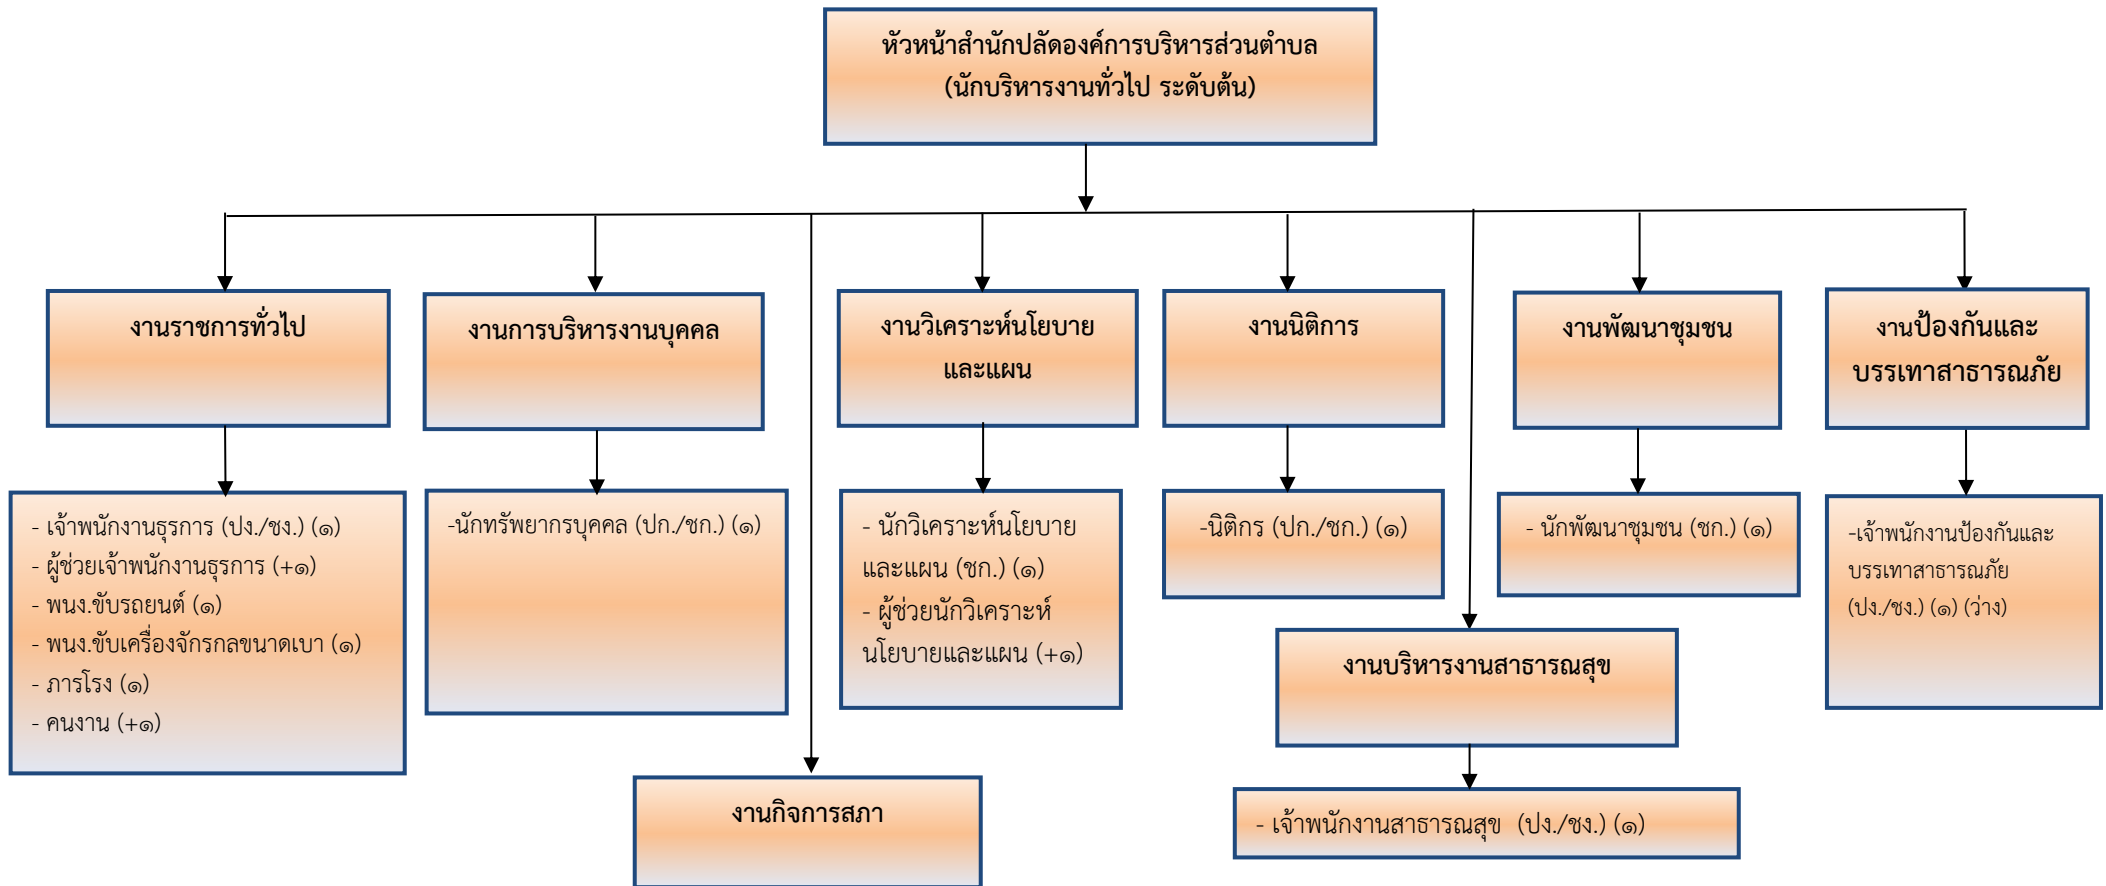 หัวหน้าสำนักปลัดองค์การบริหารส่วนตำบล
(นักบริหารงานทั่วไป ระดับต้น)
งานราชการทั่วไป
งานการบริหารงานบุคคล
งานวิเคราะห์นโยบาย
และแผน
งานนิติการ
งานพัฒนาชุมชน
งานป้องกันและ
บรรเทาสาธารณภัย
- เจ้าพนักงานธุรการ (ปง./ชง.) (๑)
- ผู้ช่วยเจ้าพนักงานธุรการ (+๑)
- พนง.ขับรถยนต์ (๑)
- พนง.ขับเครื่องจักรกลขนาดเบา (๑)
- ภารโรง (๑)
- คนงาน (+๑)
-นักทรัพยากรบุคคล (ปก./ชก.) (๑)
- นักวิเคราะห์นโยบาย
และแผน (ชก.) (๑)
- ผู้ช่วยนักวิเคราะห์
นโยบายและแผน (+๑)
-นิติกร (ปก./ชก.) (๑)
- นักพัฒนาชุมชน (ชก.) (๑)
-เจ้าพนักงานป้องกันและ
บรรเทาสาธารณภัย
(ปง./ชง.) (๑) (ว่าง)
งานบริหารงานสาธารณสุข
งานกิจการสภา
- เจ้าพนักงานสาธารณสุข (ปง./ชง.) (๑)